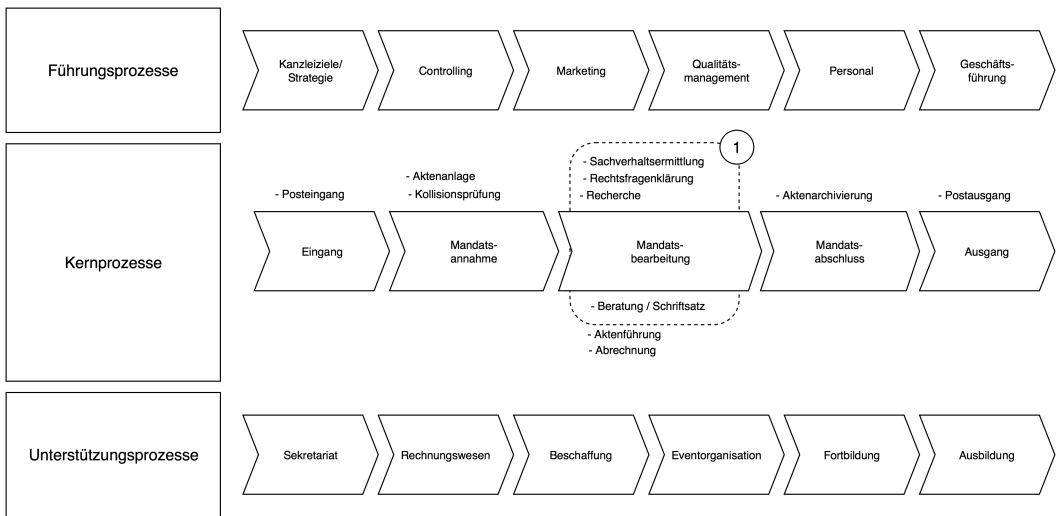 Führungsprozesse
Kanzleiziele/
Strategie
Controlling
Marketing
Qualitäts-
management
Personal
Geschäfts-
führung
Kernprozesse
- Posteingang
Eingang
- Aktenanlage
- Kollisionsprüfung
Mandats-
annahme
1
- Sachverhaltsermittlung
- Rechtsfragenklärung
- Recherche
Mandats-
bearbeitung
- Beratung / Schriftsatz
- Aktenführung
- Abrechnung
- Aktenarchivierung
Mandats-
abschluss
- Postausgang
Ausgang
Unterstützungsprozesse
Sekretariat
Rechnungswesen
Beschaffung
Eventorganisation
Fortbildung
Ausbildung